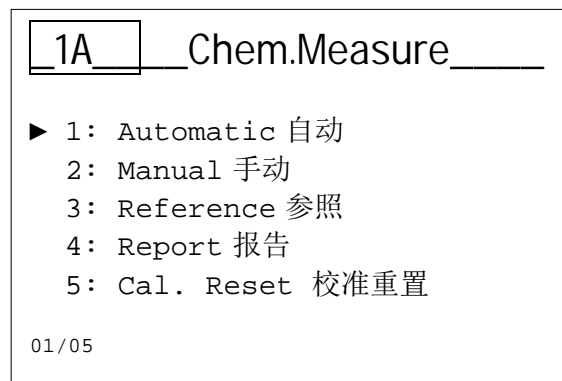 _1A____Chem.Measure____
► 1: Automatic 自动
2: Manual 手动
3: Reference 参照
4: Report 报告
5: Cal. Reset 校准重置
01/05